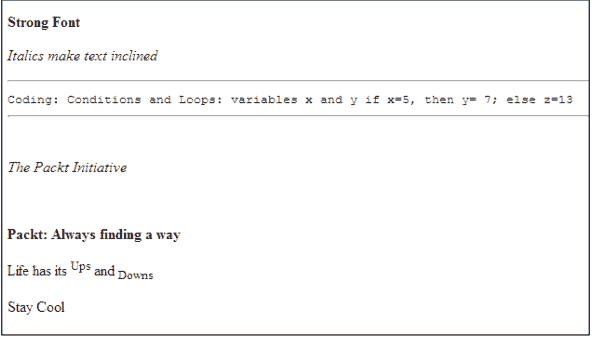 Strong Font
Italics make text inclined
Coding: Conditions and Loops: variables x and y if x=5, then y= 7; else z=13
The Packt Initiative
Packt: Always finding a way
Life has its Ups and Downs
Stay Cool